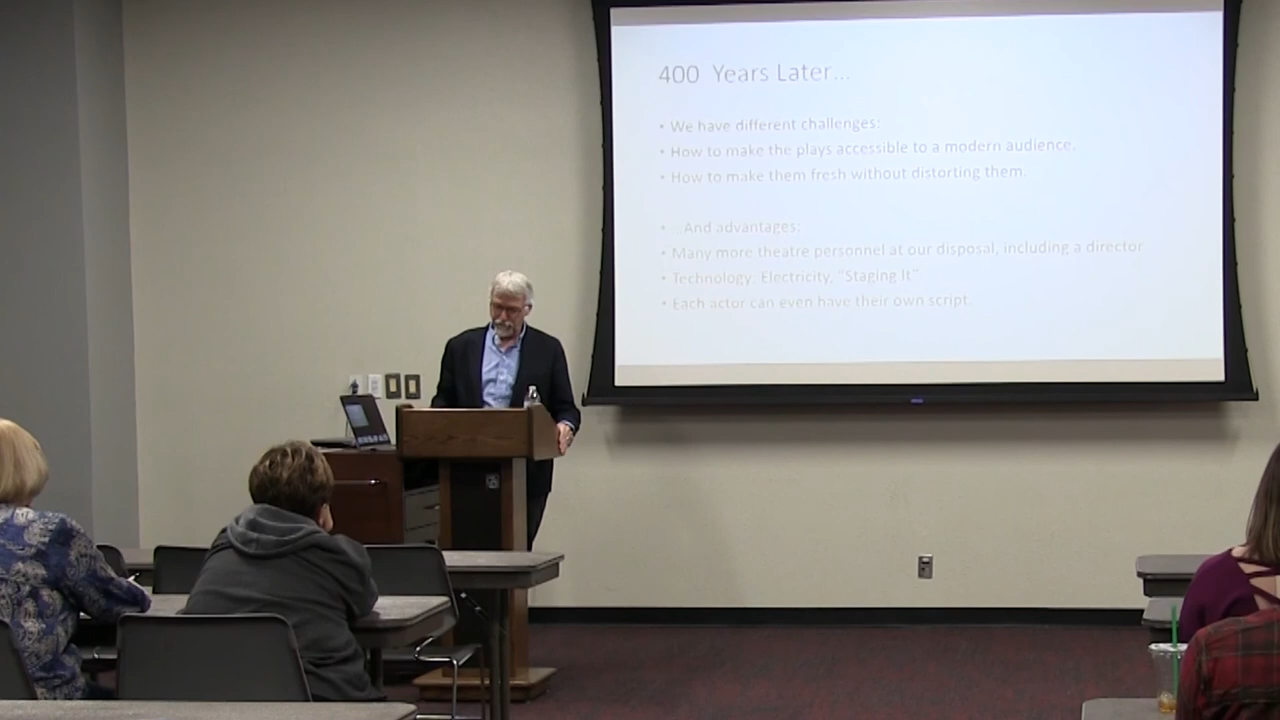 400 Years Later...
• We have different challenges:
• How to make the plays accessible to a modern audience.
• How to make them fresh without distorting them.
• ...And advantages:
• Many more theatre personnel at our disposal, including a director
• Technology: Electricity, "Staging It"
• Each actor can even have their own script.